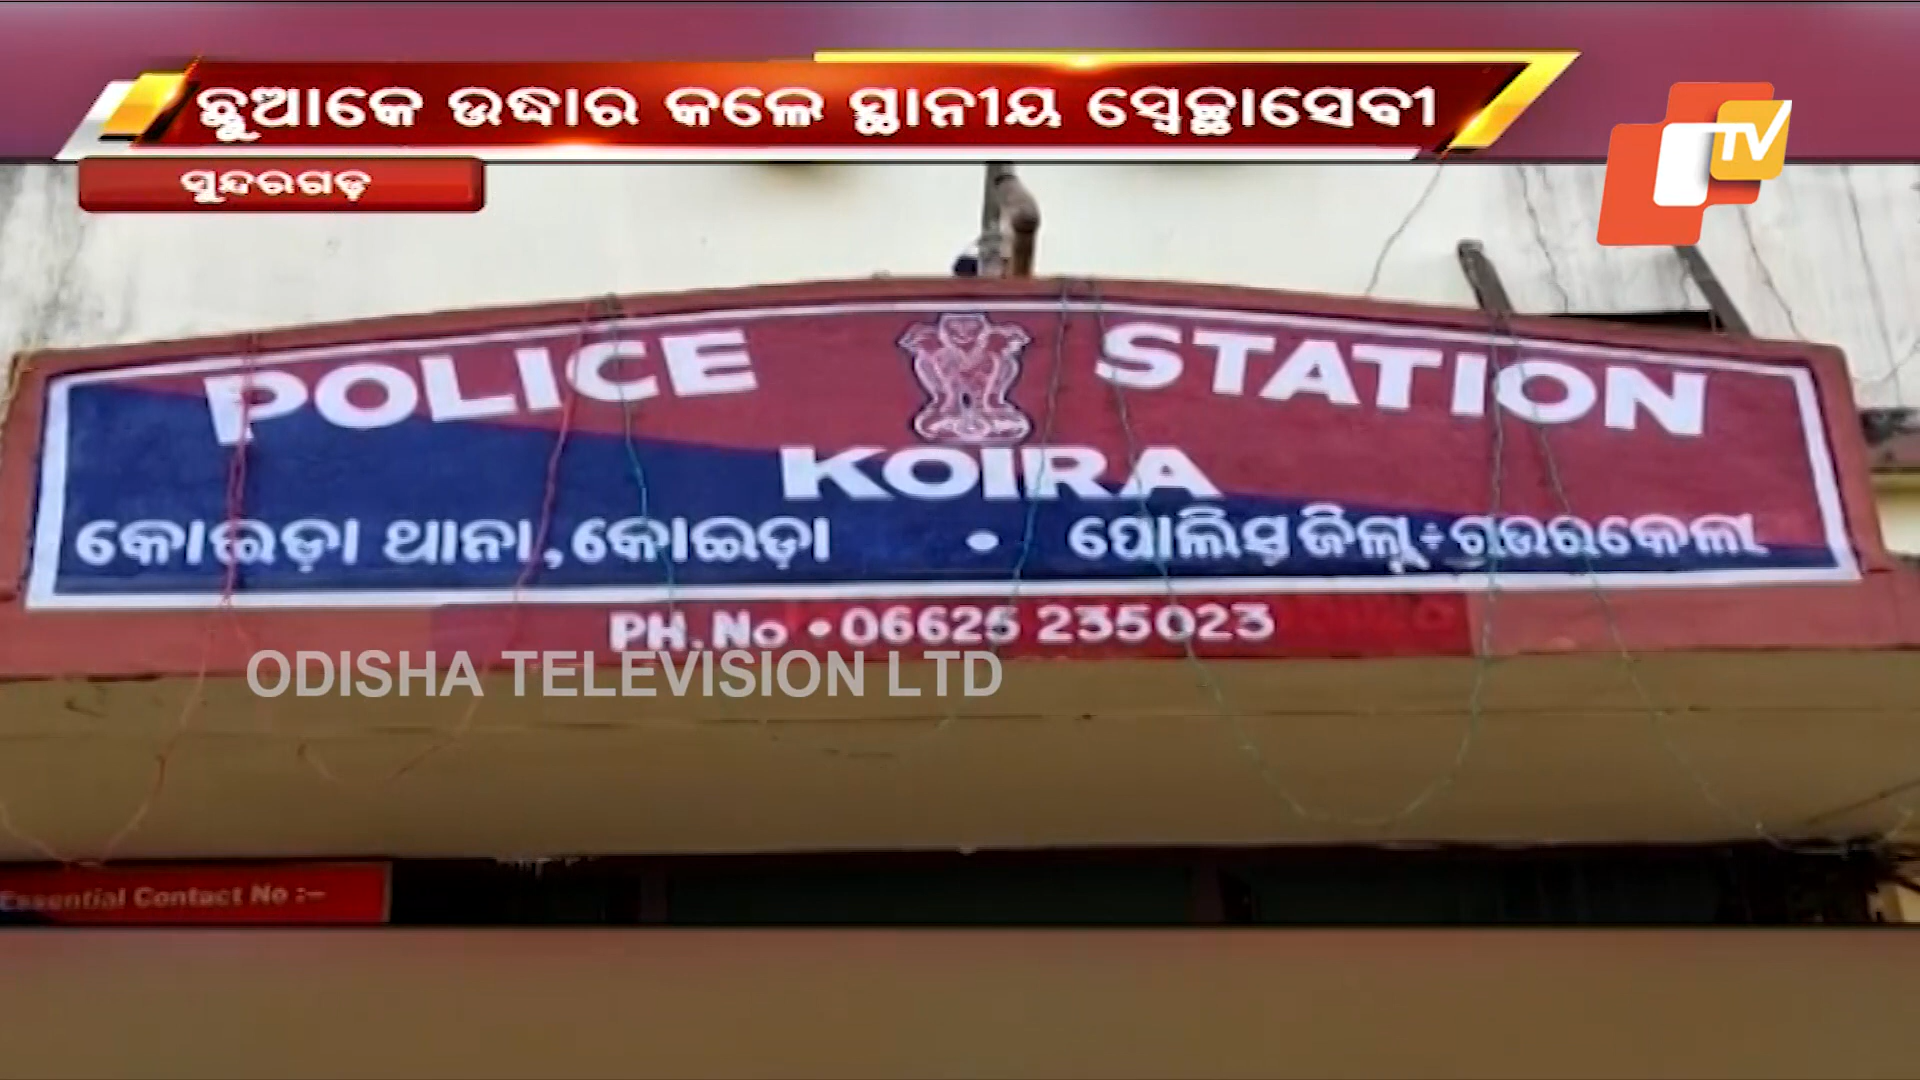 ଛୁଆକେ ଉଦ୍ଧାର କଲେ ସ୍ଥାନୀୟ ସ୍ୱେଚ୍ଛାସେବୀ
TV
ସୁନ୍ଦରଗଡ଼
POLICE STATION
KOIRA
କୋଇଡ଼ା ଥାନା, କୋଇଡ଼ା • ପୋଲିସ ଜିଲ୍ଲା÷ରାଉରକେଲା
PH. No • 06625 235023
ODISHA TELEVISION LTD
Essential Contact No :–